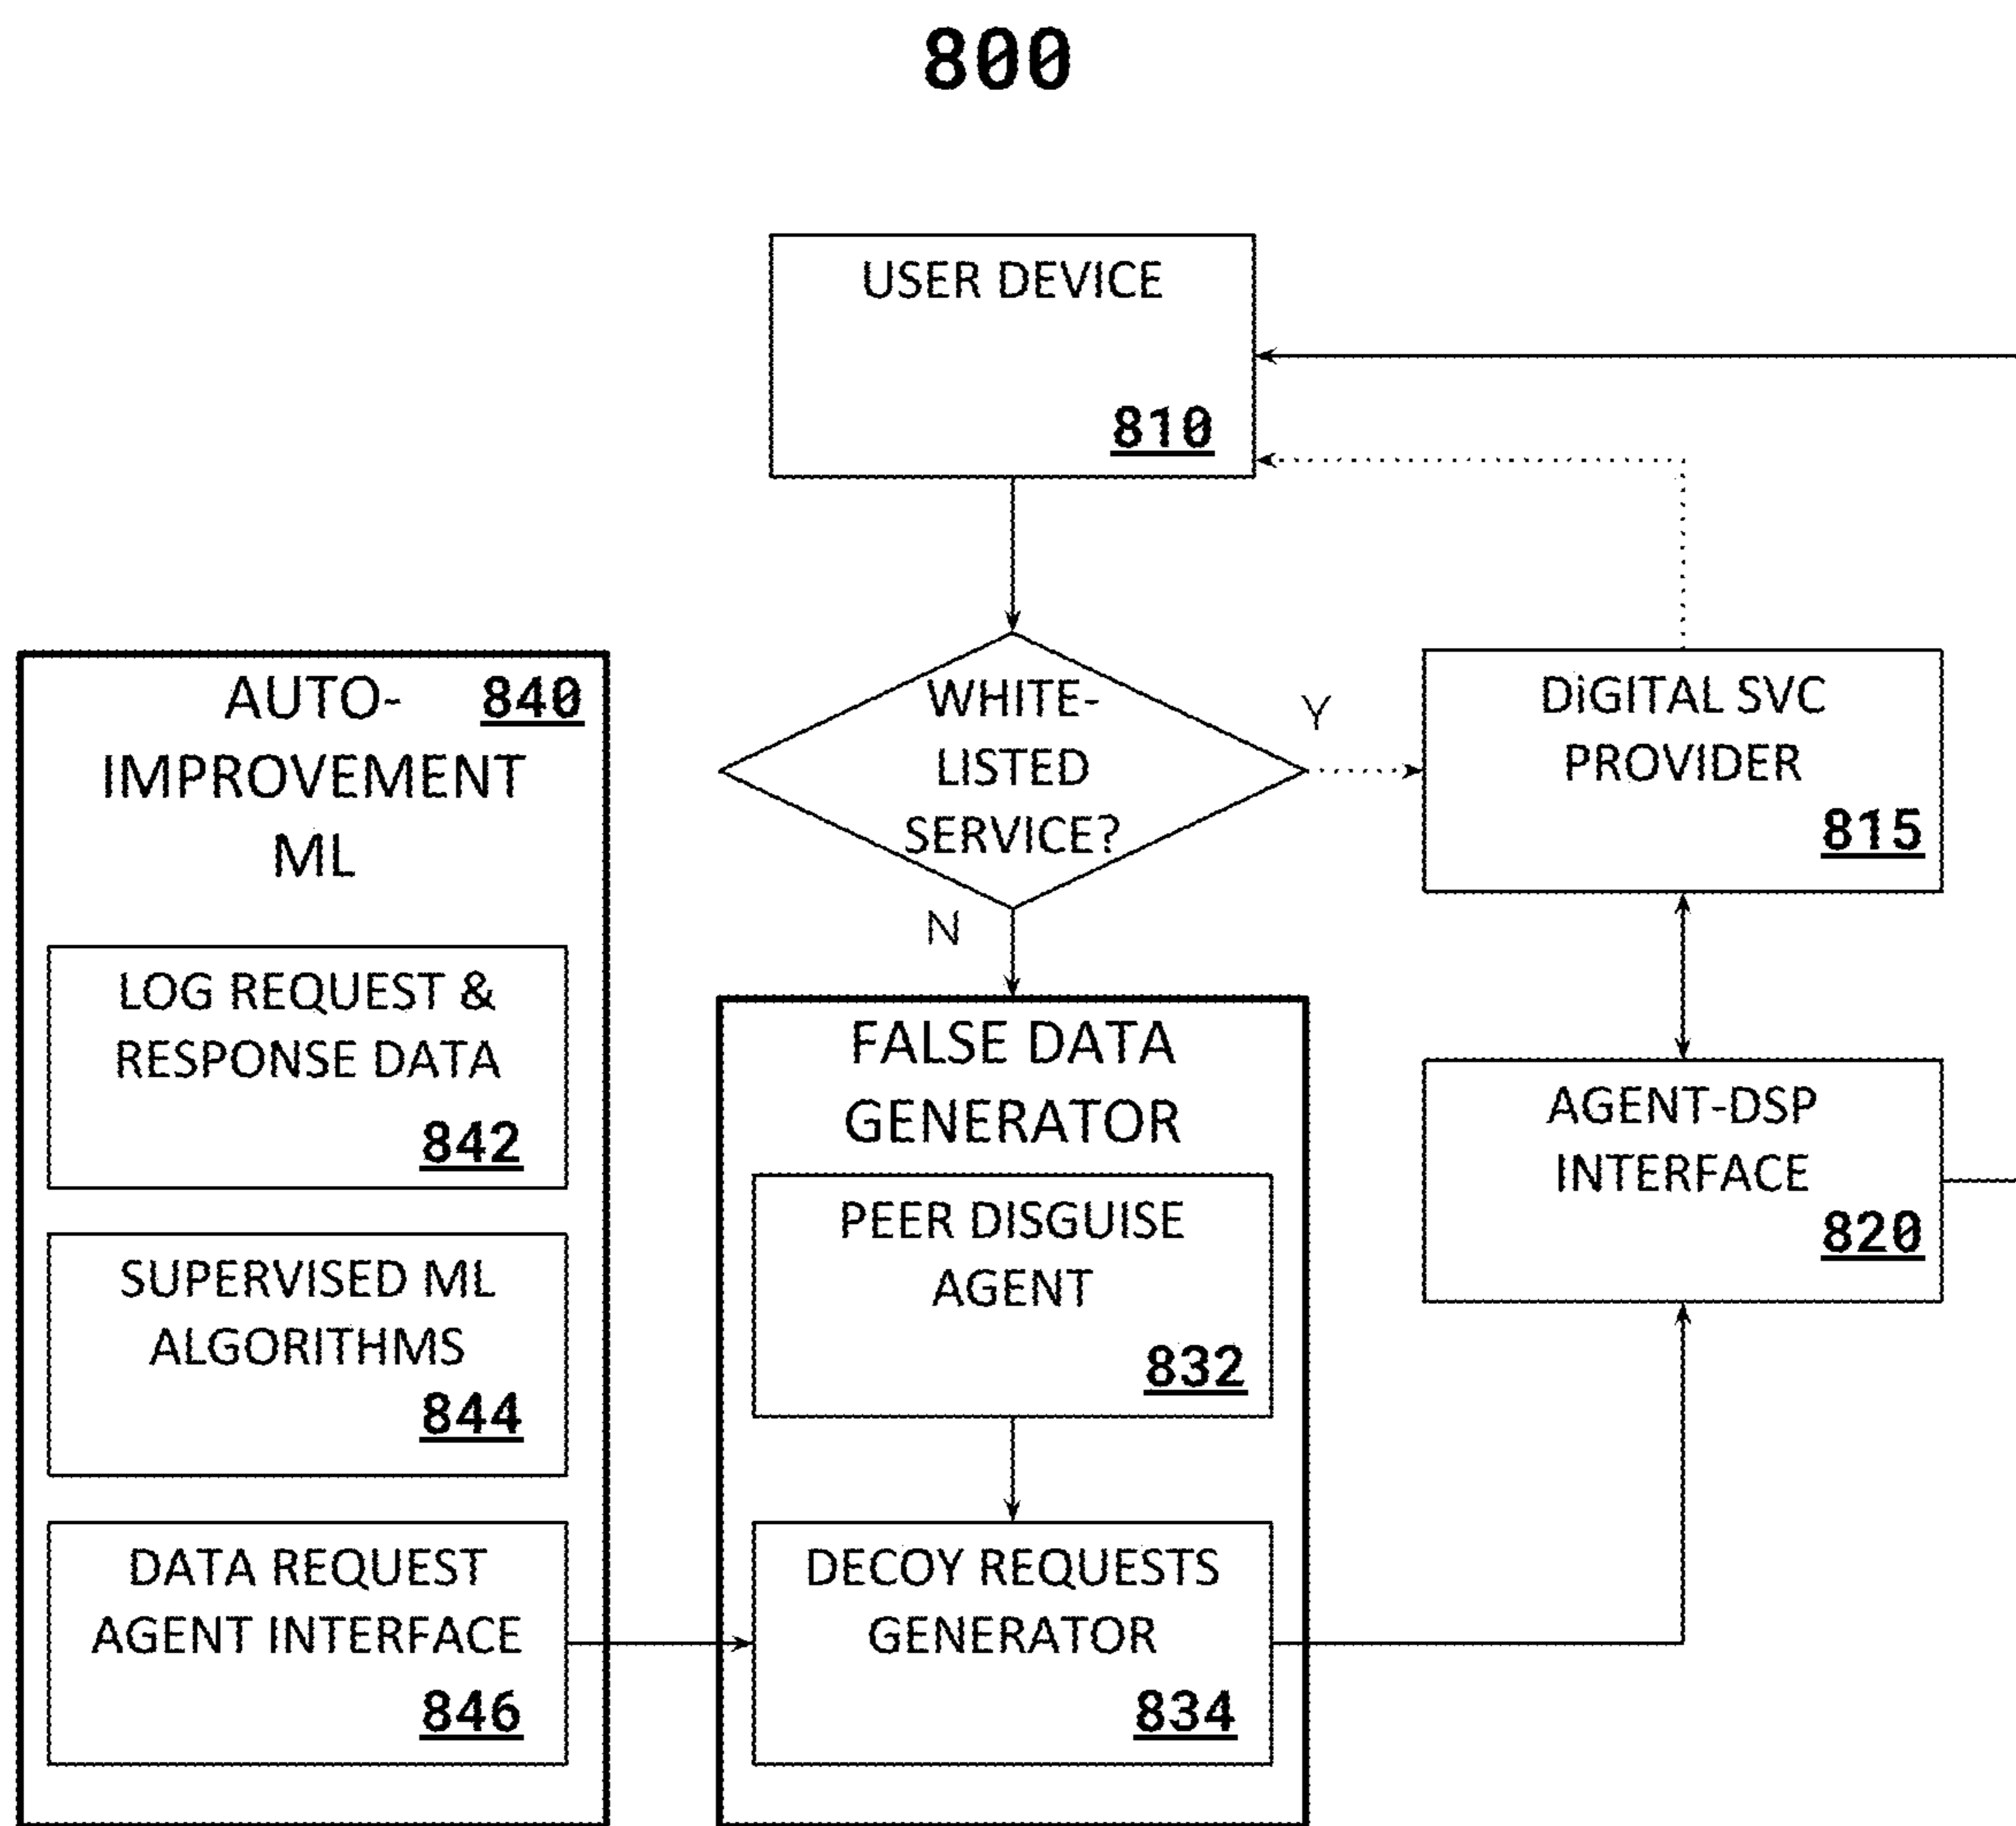 800
USER DEVICE
810
WHITE-
LISTED
SERVICE?
Y
N
DiGITAL SVC
PROVIDER
815
AUTO-
840
IMPROVEMENT
ML
LOG REQUEST &
RESPONSE DATA
842
SUPERVISED ML
ALGORITHMS
844
DATA REQUEST
AGENT INTERFACE
846
FALSE DATA
GENERATOR
PEER DISGUISE
AGENT
832
DECOY REQUESTS
GENERATOR
834
AGENT-DSP
INTERFACE
820